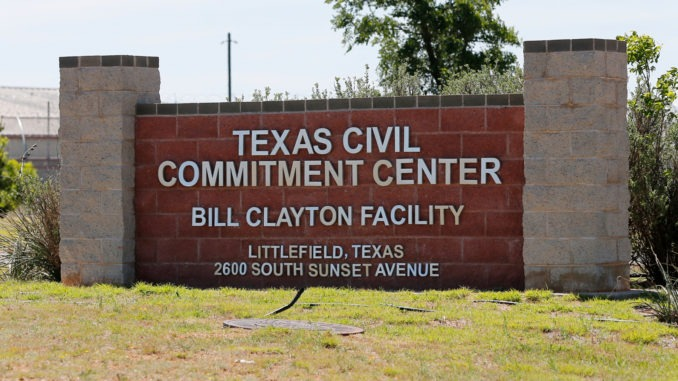 TEXAS CIVIL
COMMITMENT CENTER
BILL CLAYTON FACILITY
LITTLEFIELD, TEXAS
2600 SOUTH SUNSET AVENUE